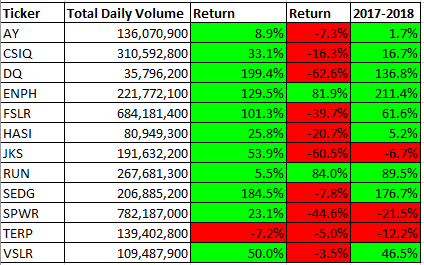 Ticker Total Daily Volume Return Return 2017-2018
AY 136,070,900 8.9% -7.3% 1.7%
CSIQ 310,592,800 33.1% -16.3% 16.7%
DQ 35,796,200 199.4% -62.6% 136.8%
ENPH 221,772,100 129.5% 81.9% 211.4%
FSLR 684,181,400 101.3% -39.7% 61.6%
HASI 80,949,300 25.8% -20.7% 5.2%
JKS 191,632,200 53.9% -60.5% -6.7%
RUN 267,681,300 5.5% 84.0% 89.5%
SEDG 206,885,200 184.5% -7.8% 176.7%
SPWR 782,187,000 23.1% -44.6% -21.5%
TERP 139,402,800 -7.2% -5.0% -12.2%
VSLR 109,487,900 50.0% -3.5% 46.5%